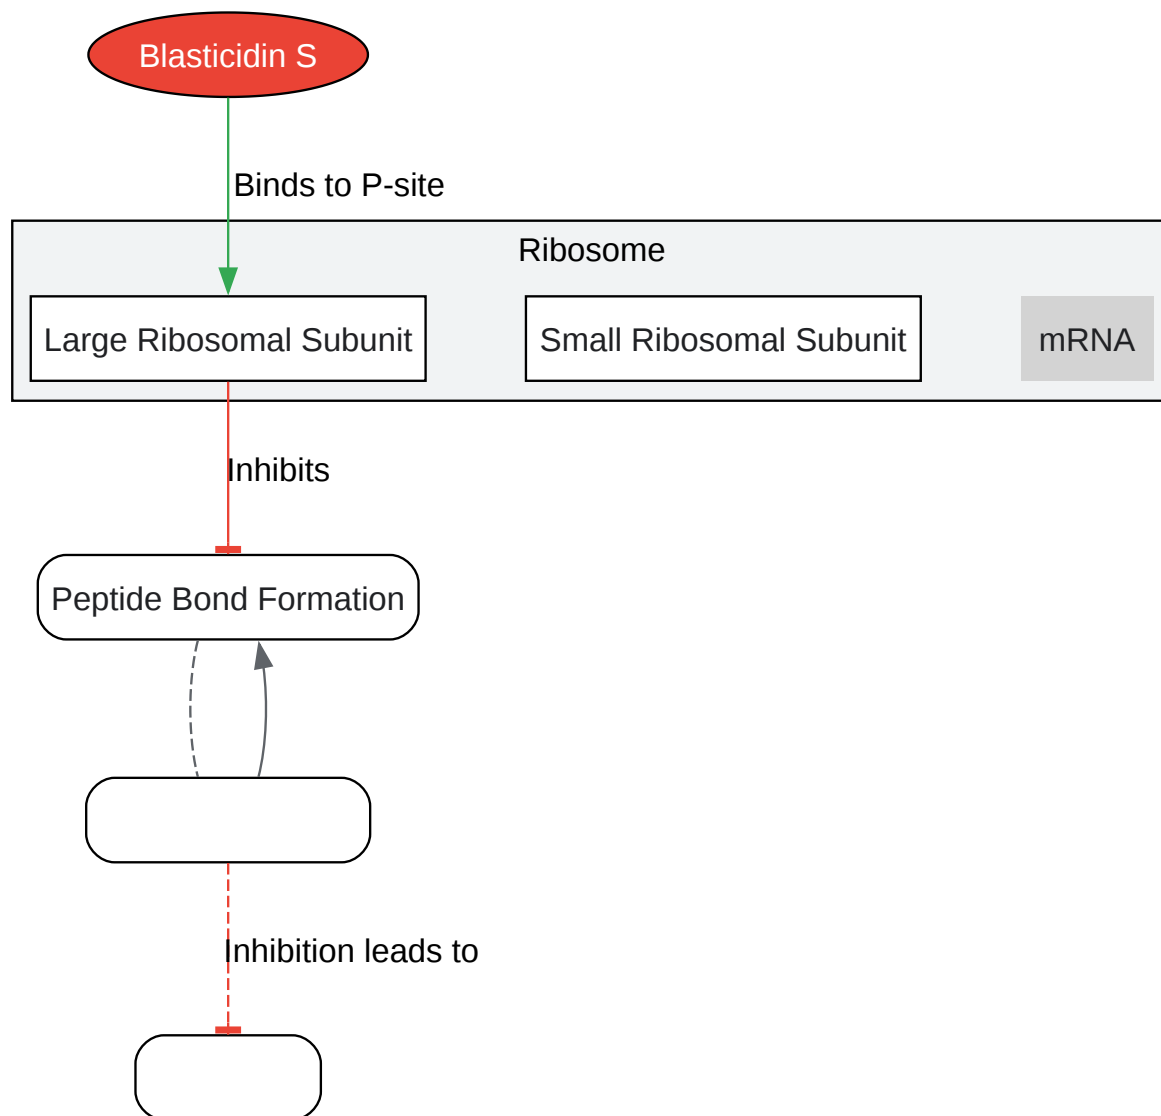 Blasticidin S
Binds to P-site
Ribosome
Large Ribosomal Subunit
Small Ribosomal Subunit
mRNA
Inhibits
Peptide Bond Formation
Inhibition leads to